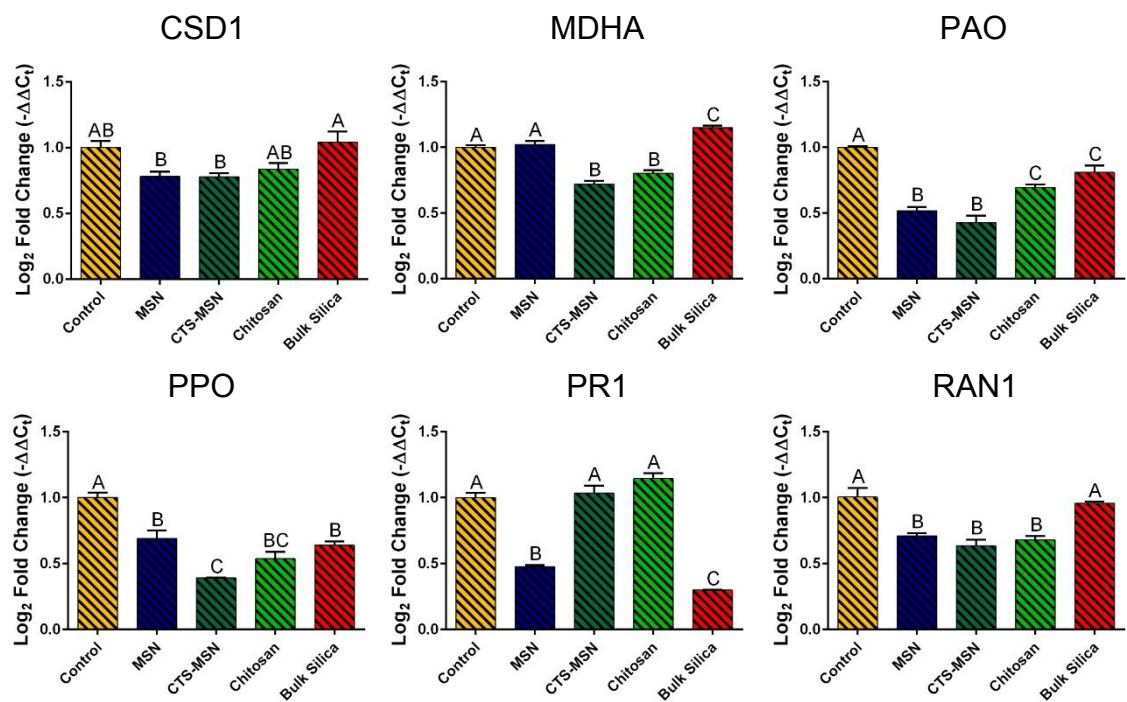 CSD1
Log₂ Fold Change (-ΔΔCₜ)
1.5
1.0
0.5
0.0
AB
B
B
AB
A
Control
MSN
CTS-MSN
Chitosan
Bulk Silica
MDHA
Log₂ Fold Change (-ΔΔCₜ)
1.5
1.0
0.5
0.0
A
A
B
B
C
Control
MSN
CTS-MSN
Chitosan
Bulk Silica
PAO
Log₂ Fold Change (-ΔΔCₜ)
1.5
1.0
0.5
0.0
A
B
B
C
C
Control
MSN
CTS-MSN
Chitosan
Bulk Silica
PPO
Log₂ Fold Change (-ΔΔCₜ)
1.5
1.0
0.5
0.0
A
B
C
BC
B
Control
MSN
CTS-MSN
Chitosan
Bulk Silica
PR1
Log₂ Fold Change (-ΔΔCₜ)
1.5
1.0
0.5
0.0
A
B
A
A
C
Control
MSN
CTS-MSN
Chitosan
Bulk Silica
RAN1
Log₂ Fold Change (-ΔΔCₜ)
1.5
1.0
0.5
0.0
A
B
B
B
A
Control
MSN
CTS-MSN
Chitosan
Bulk Silica